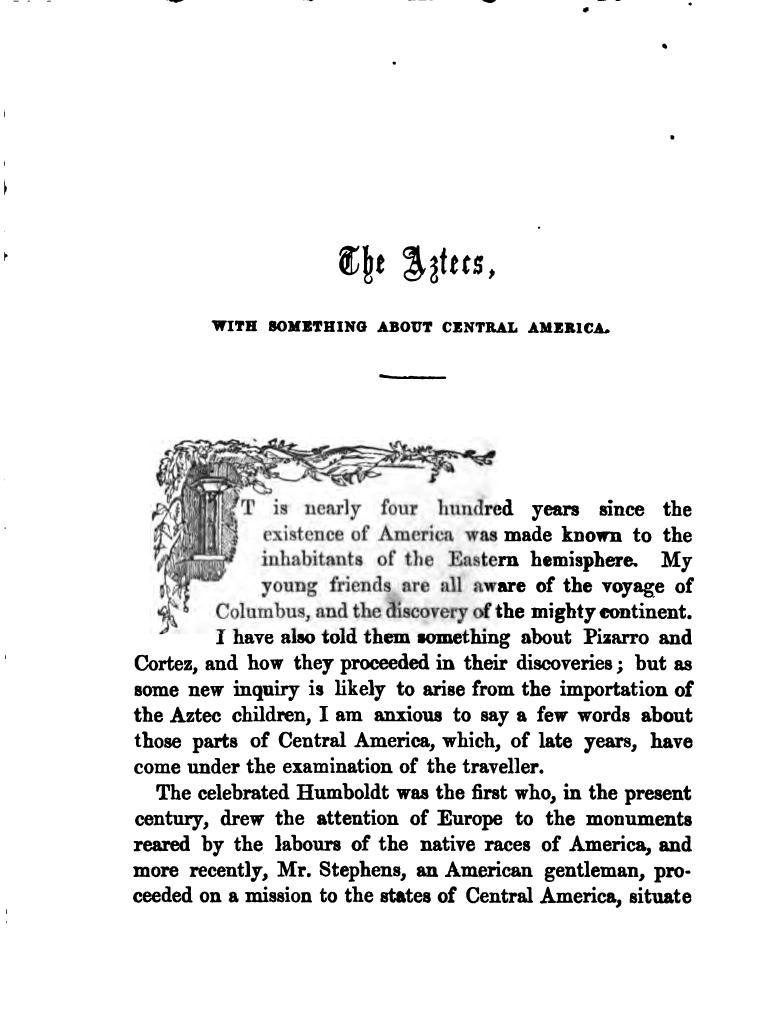 The Aztecs,
WITH SOMETHING ABOUT CENTRAL AMERICA.
IT is nearly four hundred years since the
existence of America was made known to the
inhabitants of the Eastern hemisphere. My
young friends are all aware of the voyage of
Columbus, and the discovery of the mighty continent.
I have also told them something about Pizarro and
Cortez, and how they proceeded in their discoveries; but as
some new inquiry is likely to arise from the importation of
the Aztec children, I am anxious to say a few words about
those parts of Central America, which, of late years, have
come under the examination of the traveller.
The celebrated Humboldt was the first who, in the present
century, drew the attention of Europe to the monuments
reared by the labours of the native races of America, and
more recently, Mr. Stephens, an American gentleman, pro-
ceeded on a mission to the states of Central America, situate